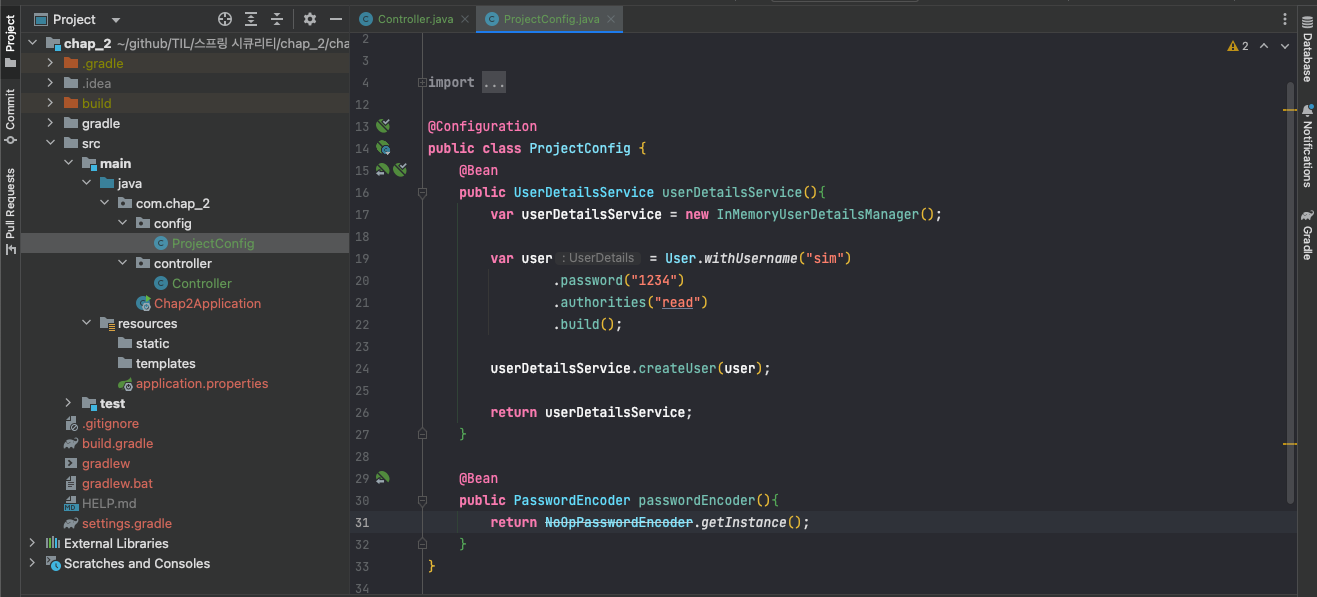 Project
Controller.java
ProjectConfig.java
Project
Commit
Pull Requests
chap_2 ~/github/TIL/스프링 시큐리티/chap_2/cha
.gradle
.idea
build
gradle
src
main
java
com.chap_2
config
ProjectConfig
controller
Controller
Chap2Application
resources
static
templates
application.properties
test
.gitignore
build.gradle
gradlew
gradlew.bat
HELP.md
settings.gradle
External Libraries
Scratches and Consoles
2
2
3
4 import ...
12
13 @Configuration
14 public class ProjectConfig {
15 @Bean
16 public UserDetailsService userDetailsService(){
17 var userDetailsService = new InMemoryUserDetailsManager();
18
19 var user : UserDetails = User.withUsername("sim")
20 .password("1234")
21 .authorities("read")
22 .build();
23
24 userDetailsService.createUser(user);
25
26 return userDetailsService;
27 }
28
29 @Bean
30 public PasswordEncoder passwordEncoder(){
31 return NoOpPasswordEncoder.getInstance();
32 }
33 }
34
Database
Notifications
Gradle